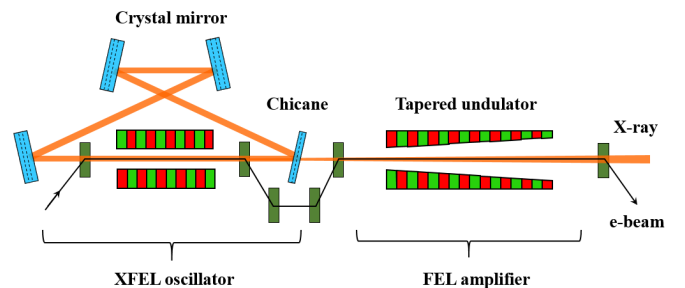 Crystal mirror
Chicane
Tapered undulator
X-ray
e-beam
XFEL oscillator
FEL amplifier